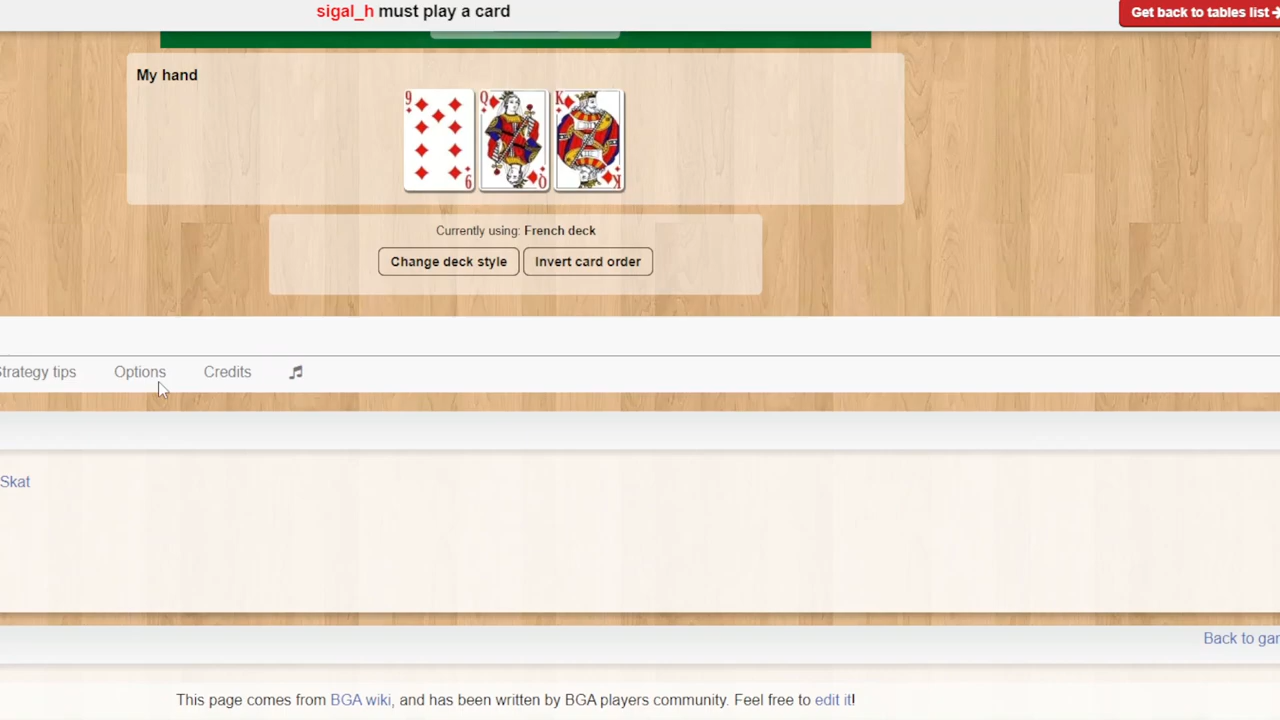 sigal_h must play a card
Get back to tables list
My hand
9 Q K
9 Q K
Currently using: French deck
Change deck style Invert card order
Strategy tips Options Credits
Skat
Back to gar
This page comes from BGA wiki, and has been written by BGA players community. Feel free to edit it!